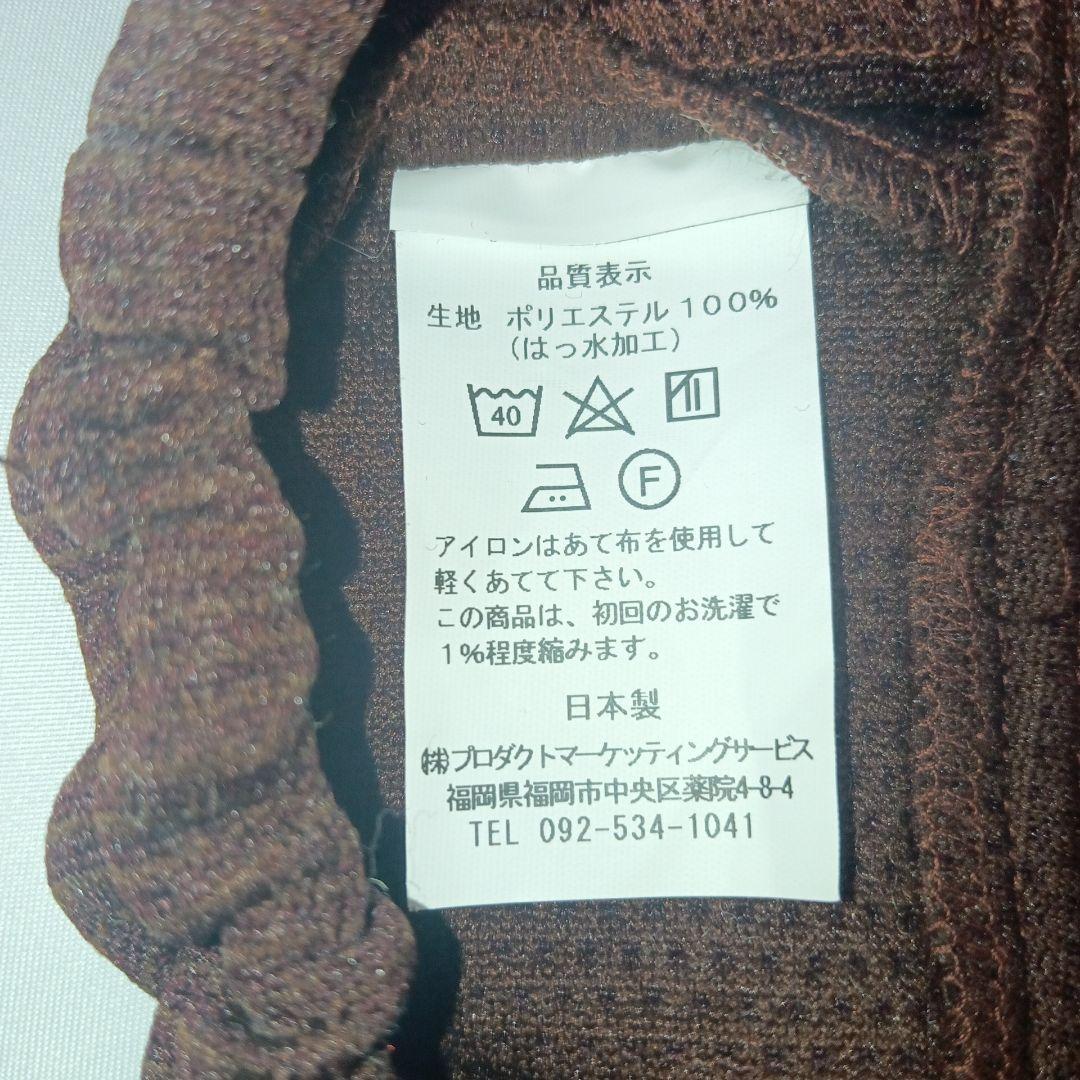 品質表示
生地 ポリエステル100%
(はっ水加工)
40
F
アイロンはあて布を使用して
軽くあてて下さい。
この商品は、初回のお洗濯で
1%程度縮みます。
日本製
㈱プロダクトマーケッティングサービス
福岡県福岡市中央区薬院4-8-4
TEL 092-534-1041